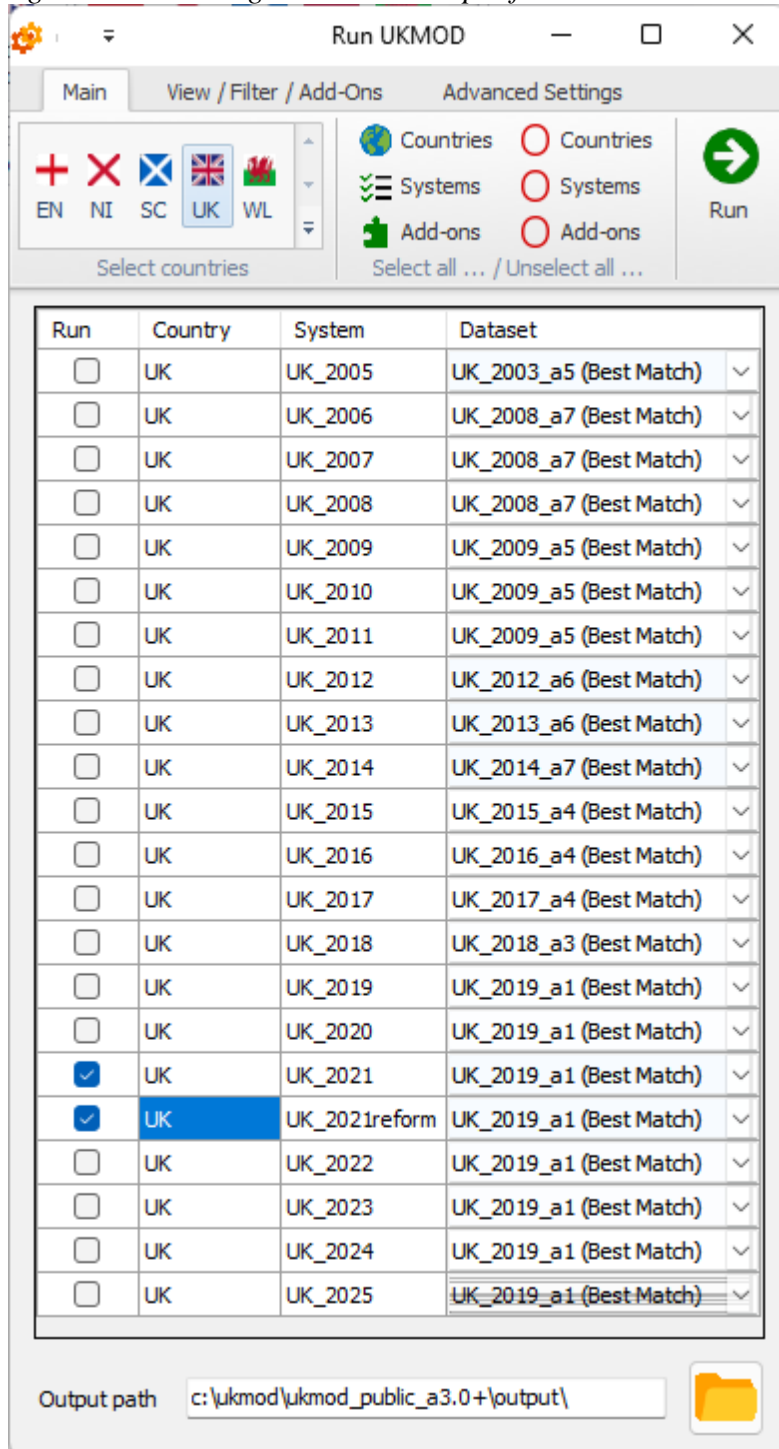 Run UKMOD
Main View / Filter / Add-Ons Advanced Settings
EN NI SC UK WL
Select countries
Countries Countries
Systems Systems
Add-ons Add-ons
Select all ... / Unselect all ...
Run
Run Country System Dataset
UK UK_2005 UK_2003_a5 (Best Match)
UK UK_2006 UK_2008_a7 (Best Match)
UK UK_2007 UK_2008_a7 (Best Match)
UK UK_2008 UK_2008_a7 (Best Match)
UK UK_2009 UK_2009_a5 (Best Match)
UK UK_2010 UK_2009_a5 (Best Match)
UK UK_2011 UK_2009_a5 (Best Match)
UK UK_2012 UK_2012_a6 (Best Match)
UK UK_2013 UK_2013_a6 (Best Match)
UK UK_2014 UK_2014_a7 (Best Match)
UK UK_2015 UK_2015_a4 (Best Match)
UK UK_2016 UK_2016_a4 (Best Match)
UK UK_2017 UK_2017_a4 (Best Match)
UK UK_2018 UK_2018_a3 (Best Match)
UK UK_2019 UK_2019_a1 (Best Match)
UK UK_2020 UK_2019_a1 (Best Match)
UK UK_2021 UK_2019_a1 (Best Match)
UK UK_2021reform UK_2019_a1 (Best Match)
UK UK_2022 UK_2019_a1 (Best Match)
UK UK_2023 UK_2019_a1 (Best Match)
UK UK_2024 UK_2019_a1 (Best Match)
UK UK_2025 UK_2019_a1 (Best Match)
Output path c:\ukmod\ukmod_public_a3.0+\output\